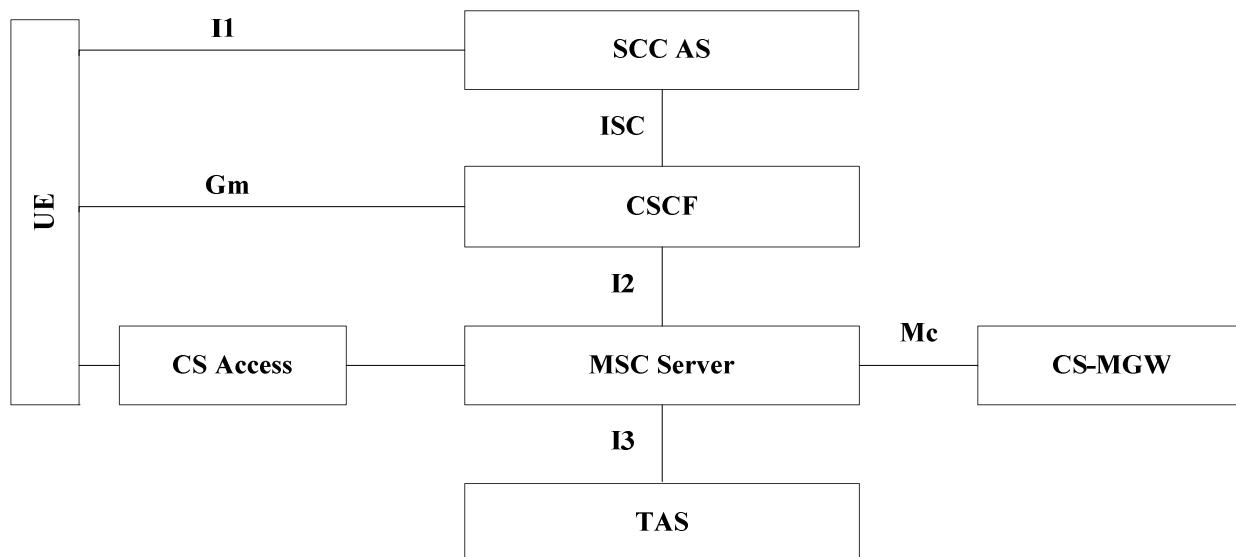 I1
SCC AS
ISC
UE
Gm
CSCF
I2
CS Access
MSC Server
Mc
CS-MGW
I3
TAS